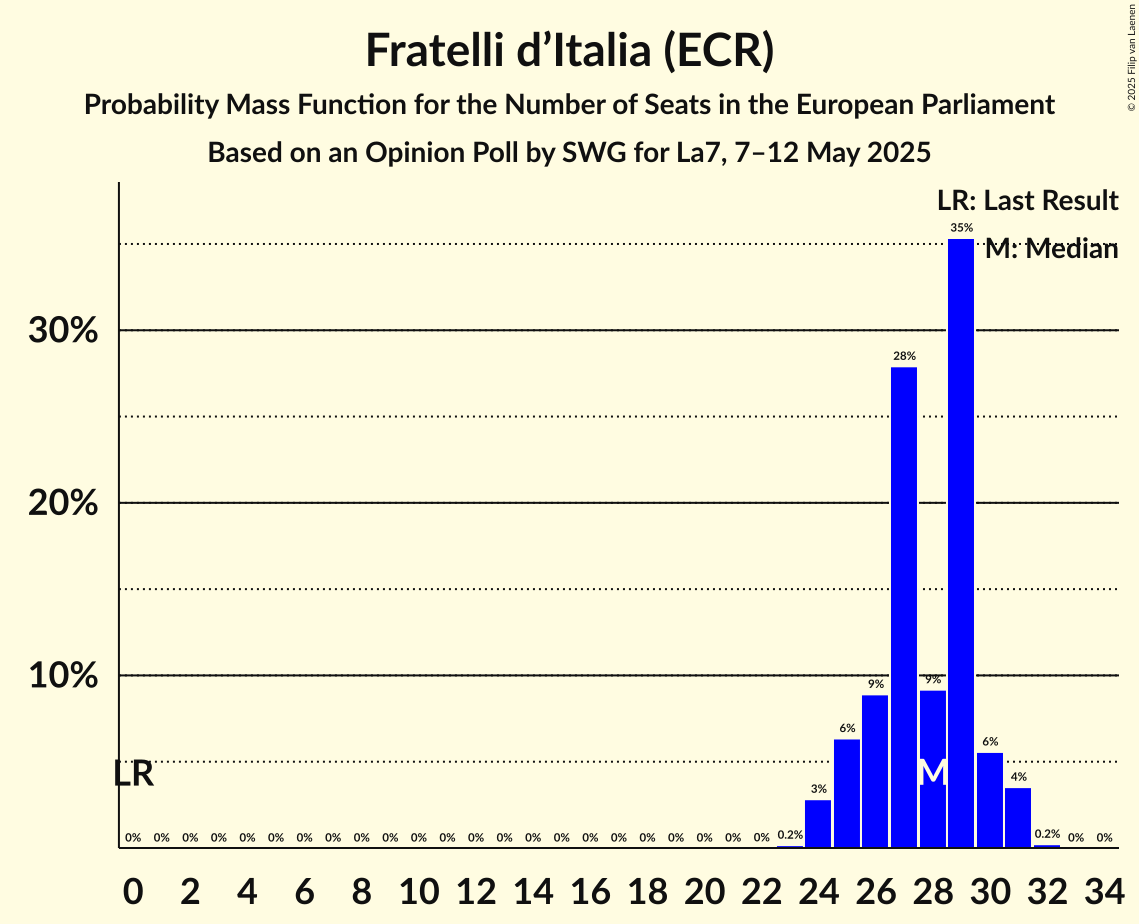 Fratelli d’Italia (ECR)
Probability Mass Function for the Number of Seats in the European Parliament
Based on an Opinion Poll by SWG for La7, 7–12 May 2025
© 2025 Filip van Laenen
LR: Last Result
M: Median
35%
30%
28%
20%
10%
9%
9%
6%
6%
4%
3%
LR
M
0% 0% 0% 0% 0% 0% 0% 0% 0% 0% 0% 0% 0% 0% 0% 0% 0% 0% 0% 0% 0% 0% 0% 0.2% 0.2% 0% 0%
0 2 4 6 8 10 12 14 16 18 20 22 24 26 28 30 32 34